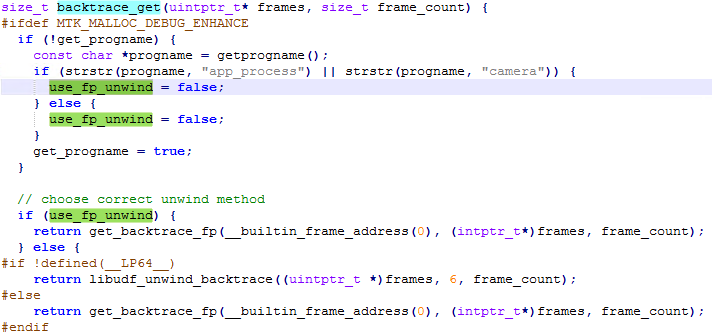 size_t backtrace_get(uintptr_t* frames, size_t frame_count) {
#ifdef MTK_MALLOC_DEBUG_ENHANCE
  if (!get_progname) {
    const char *progname = getprogname();
    if (strstr(progname, "app_process") || strstr(progname, "camera")) {
      use_fp_unwind = false;
    } else {
      use_fp_unwind = false;
    }
    get_progname = true;
  }
  // choose correct unwind method
  if (use_fp_unwind) {
    return get_backtrace_fp(__builtin_frame_address(0), (intptr_t*)frames, frame_count);
  } else {
#if !defined(__LP64__)
    return libudf_unwind_backtrace((uintptr_t *)frames, 6, frame_count);
#else
    return get_backtrace_fp(__builtin_frame_address(0), (intptr_t*)frames, frame_count);
#endif